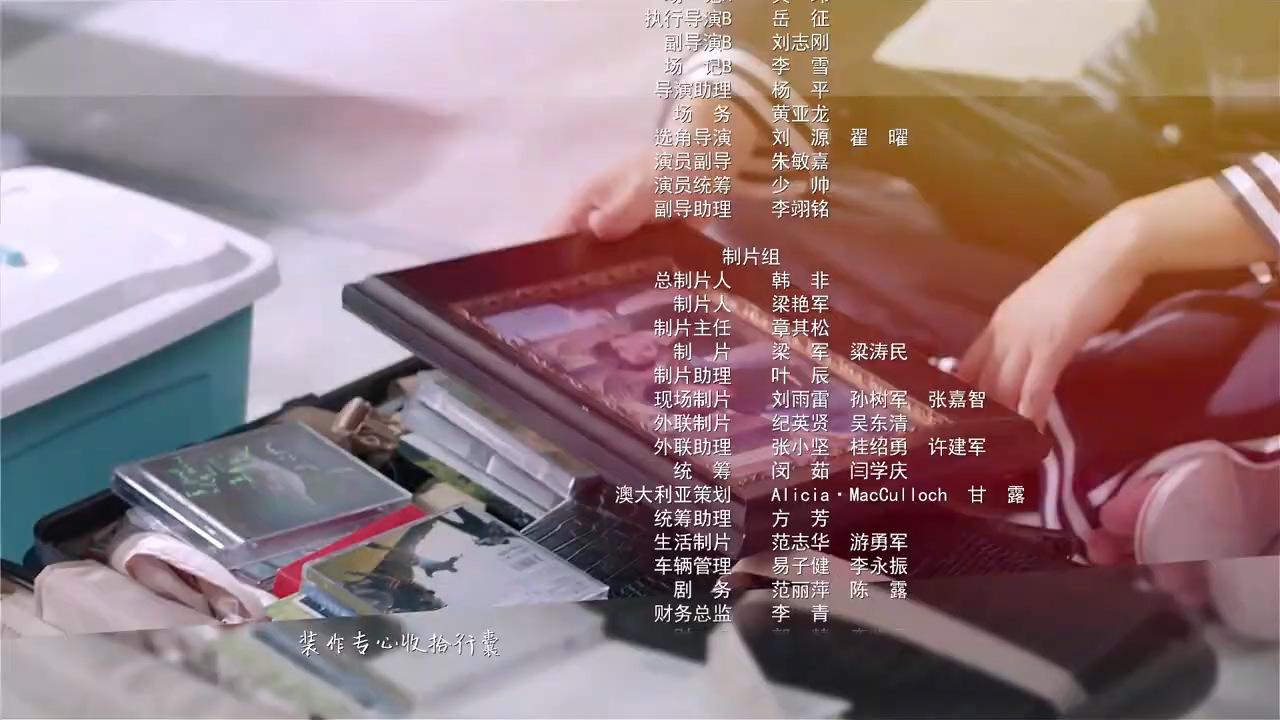 执行导演B 岳 征
副导演B 刘志刚
场 记B 李 雪
导演助理 杨 平
场 务 黄亚龙
选角导演 刘 源 翟 曜
演员副导 朱敏嘉
演员统筹 少 帅
副导助理 李翊铭
制片组
总制片人 韩 非
制片人 梁艳军
制片主任 章其松
制 片 梁 军 梁涛民
制片助理 叶 辰
现场制片 刘雨雷 孙树军 张嘉智
外联制片 纪英贤 吴东清
外联助理 张小坚 桂绍勇 许建军
统 筹 闵 茹 闫学庆
澳大利亚策划 Alicia·MacCulloch 甘 露
统筹助理 方 芳
生活制片 范志华 游勇军
车辆管理 易子健 李永振
剧 务 范丽萍 陈 露
财务总监 李 青
装作专心收拾行囊